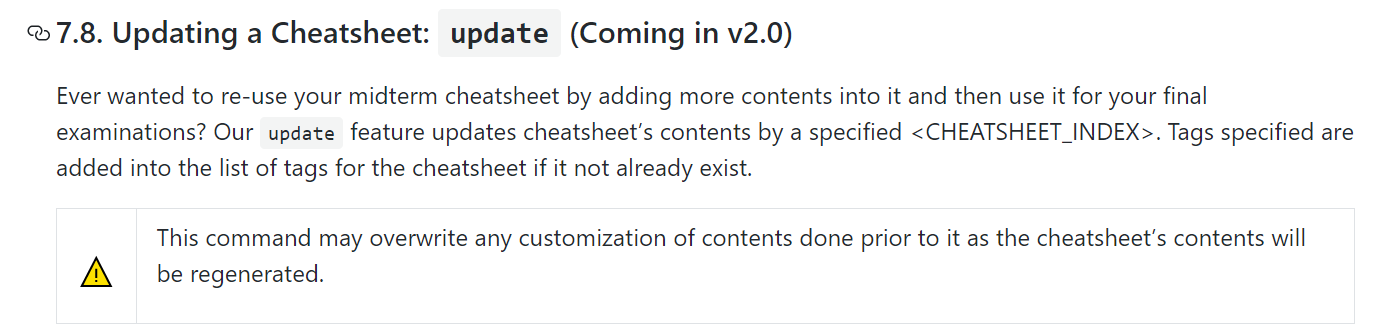 7.8. Updating a Cheatsheet: update (Coming in v2.0)
Ever wanted to re-use your midterm cheatsheet by adding more contents into it and then use it for your final
examinations? Our update feature updates cheatsheet’s contents by a specified <CHEATSHEET_INDEX>. Tags specified are
added into the list of tags for the cheatsheet if it not already exist.
This command may overwrite any customization of contents done prior to it as the cheatsheet’s contents will
be regenerated.